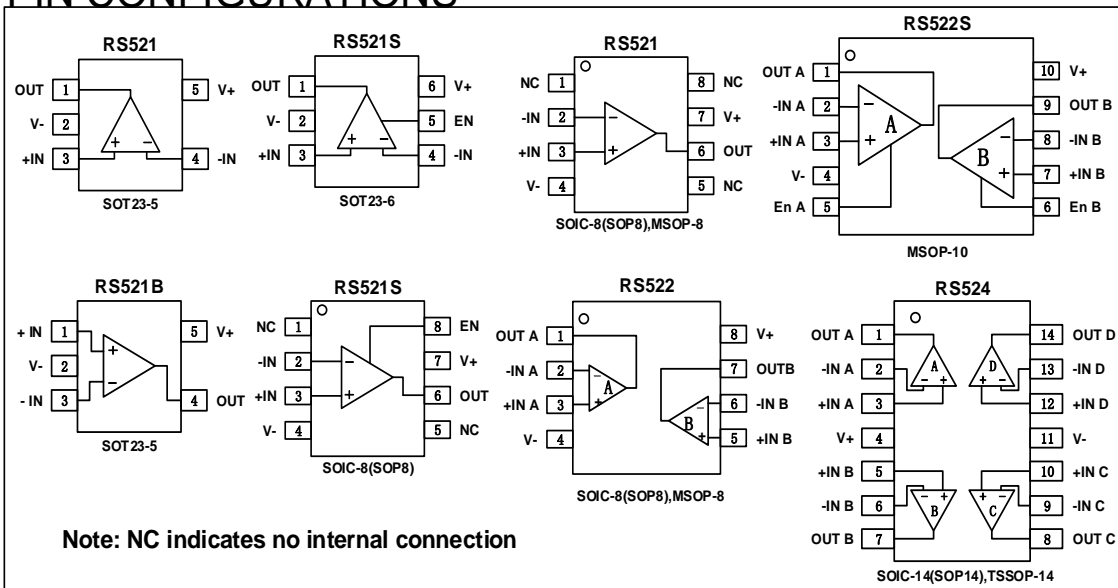 PIN CONFIGURATIONS
RS521
OUT 1 5 V+
V- 2
+ -
+IN 3 4 -IN
SOT23-5
RS521S
OUT 1 6 V+
V- 2 5 EN
+ -
+IN 3 4 -IN
SOT23-6
RS521
NC 1 8 NC
-IN 2 - 7 V+
+IN 3 + 6 OUT
V- 4 5 NC
SOIC-8(SOP8),MSOP-8
RS522S
OUT A 1 10 V+
-IN A 2 - 9 OUT B
A
+IN A 3 + - 8 -IN B
B
V- 4 + 7 +IN B
En A 5 6 En B
MSOP-10
RS521B
+ IN 1 5 V+
+
V- 2
-
- IN 3 4 OUT
SOT23-5
RS521S
NC 1 8 EN
-IN 2 - 7 V+
+IN 3 + 6 OUT
V- 4 5 NC
SOIC-8(SOP8)
RS522
OUT A 1 8 V+
-IN A 2 - 7 OUTB
A
+IN A 3 + - 6 -IN B
B
V- 4 + 5 +IN B
SOIC-8(SOP8),MSOP-8
RS524
OUT A 1 14 OUT D
A D
-IN A 2 - + + - 13 -IN D
+IN A 3 12 +IN D
V+ 4 11 V-
+IN B 5 10 +IN C
-IN B 6 - + + - 9 -IN C
B C
OUT B 7 8 OUT C
SOIC-14(SOP14),TSSOP-14
Note: NC indicates no internal connection